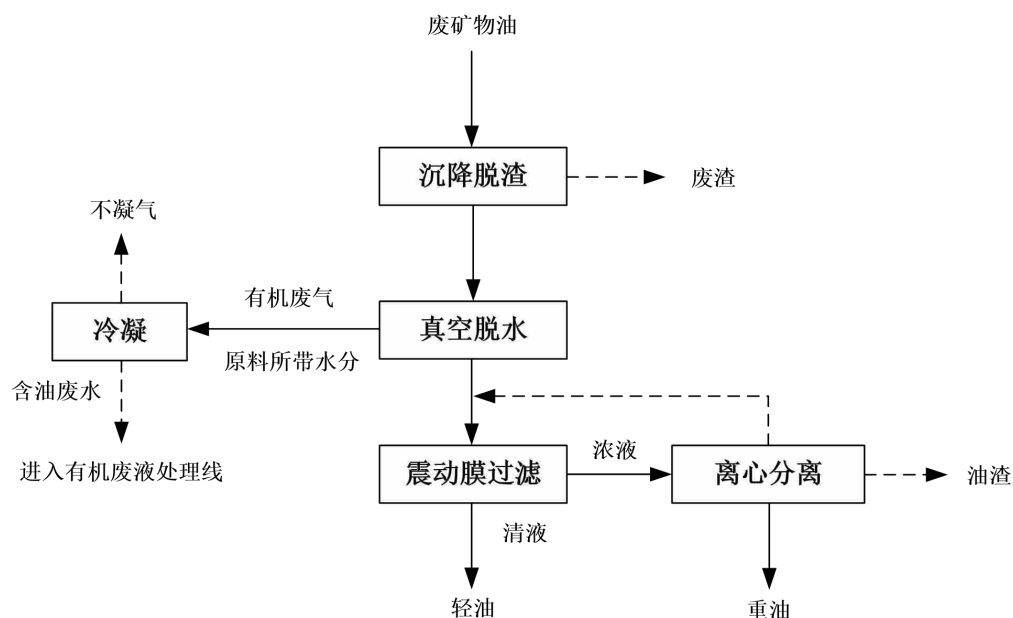 废矿物油
沉降脱渣
废渣
不凝气
有机废气
冷凝
真空脱水
原料所带水分
含油废水
进入有机废液处理线
震动膜过滤
浓液
离心分离
油渣
清液
轻油
重油